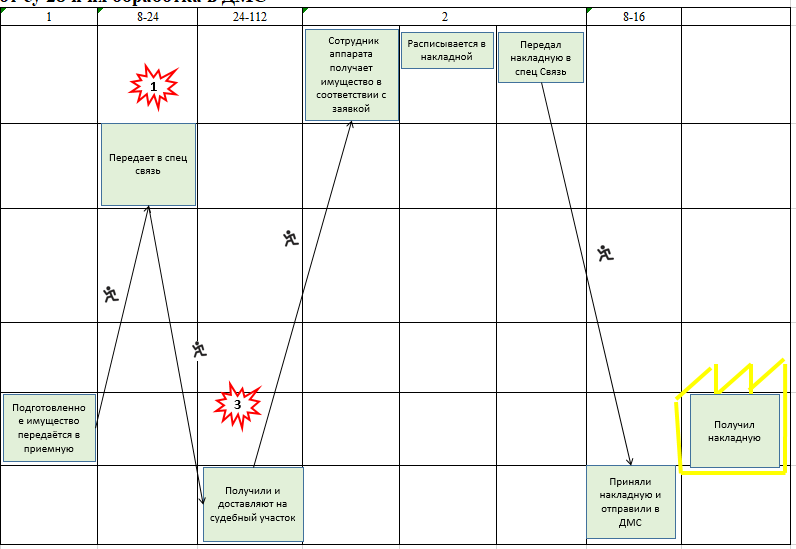 от су 28 и их обработка в ДМС
1 8-24 24-112 2 8-16
Сотрудник
аппарата
получает
имущество в
соответствии с
заявкой
Расписывается в
накладной
Передал
накладную в
спец Связь
1
Передает в спец
связь
3
Подготовленно
е имущество
передаётся в
приемную
Получил
накладную
Получили и
доставляют на
судебный участок
Приняли
накладную и
отправили в
ДМС